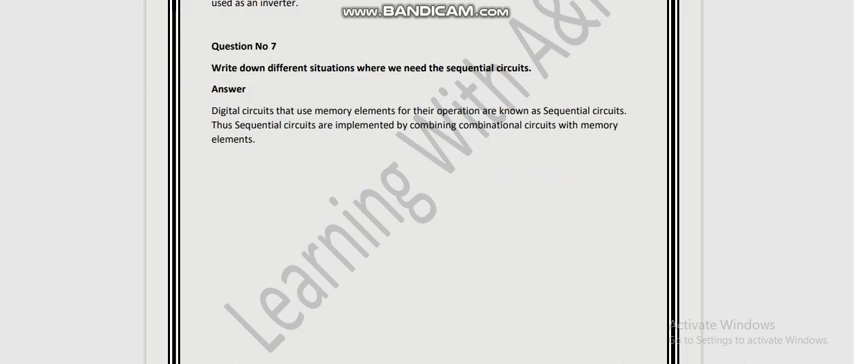 used as an inverter.
www.BANDICAM.com
Question No 7
Write down different situations where we need the sequential circuits.
Answer
Digital circuits that use memory elements for their operation are known as Sequential circuits.
Thus Sequential circuits are implemented by combining combinational circuits with memory
elements.
Learning With A&
Activate Windows
Go to Settings to activate Windows.